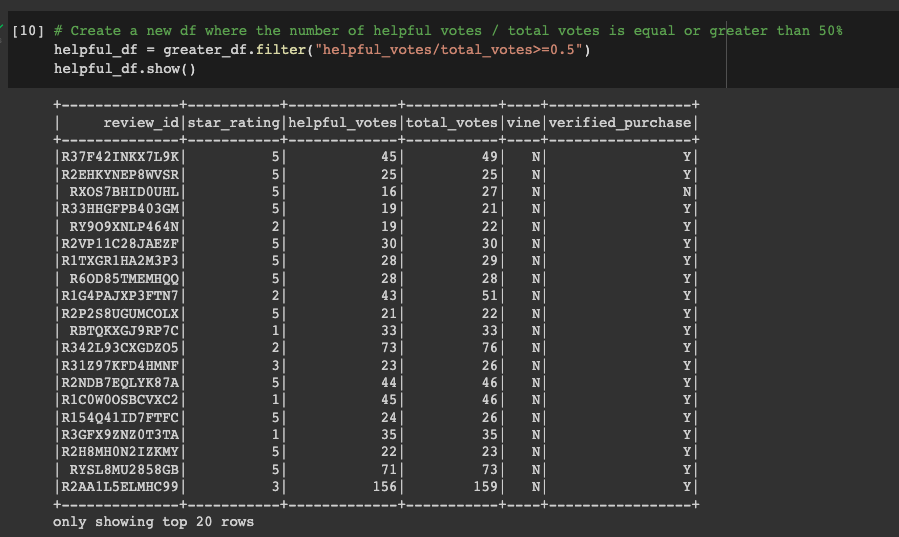 [10] # Create a new df where the number of helpful votes / total votes is equal or greater than 50%
helpful_df = greater_df.filter("helpful_votes/total_votes>=0.5")
helpful_df.show()
+--------------+-----------+-------------+-----------+----+-----------------+
|     review_id|star_rating|helpful_votes|total_votes|vine|verified_purchase|
+--------------+-----------+-------------+-----------+----+-----------------+
|R37F42INKX7L9K|          5|           45|         49|   N|                Y|
|R2EHKYNEP8WVSR|          5|           25|         25|   N|                Y|
| RXOS7BHID0UHL|          5|           16|         27|   N|                N|
|R33HHGFPB403GM|          5|           19|         21|   N|                Y|
| RY9O9XNLP464N|          2|           19|         22|   N|                Y|
|R2VP11C28JAEZF|          5|           30|         30|   N|                Y|
|R1TXGR1HA2M3P3|          5|           28|         29|   N|                Y|
| R6OD85TMEMHQQ|          5|           28|         28|   N|                Y|
|R1G4PAJXP3FTN7|          2|           43|         51|   N|                Y|
|R2P2S8UGUMCOLX|          5|           21|         22|   N|                Y|
| RBTQKXGJ9RP7C|          1|           33|         33|   N|                Y|
|R342L93CXGDZO5|          2|           73|         76|   N|                Y|
|R31Z97KFD4HMNF|          3|           23|         26|   N|                Y|
|R2NDB7EQLYK87A|          5|           44|         46|   N|                Y|
|R1C0W0OSBCVXC2|          1|           45|         46|   N|                Y|
|R154Q41ID7FTFC|          5|           24|         26|   N|                Y|
|R3GFX9ZNZ0T3TA|          1|           35|         35|   N|                Y|
|R2H8MH0N2IZKMY|          5|           22|         23|   N|                Y|
| RYSL8MU2858GB|          5|           71|         73|   N|                Y|
|R2AA1L5ELMHC99|          3|          156|        159|   N|                Y|
+--------------+-----------+-------------+-----------+----+-----------------+
only showing top 20 rows